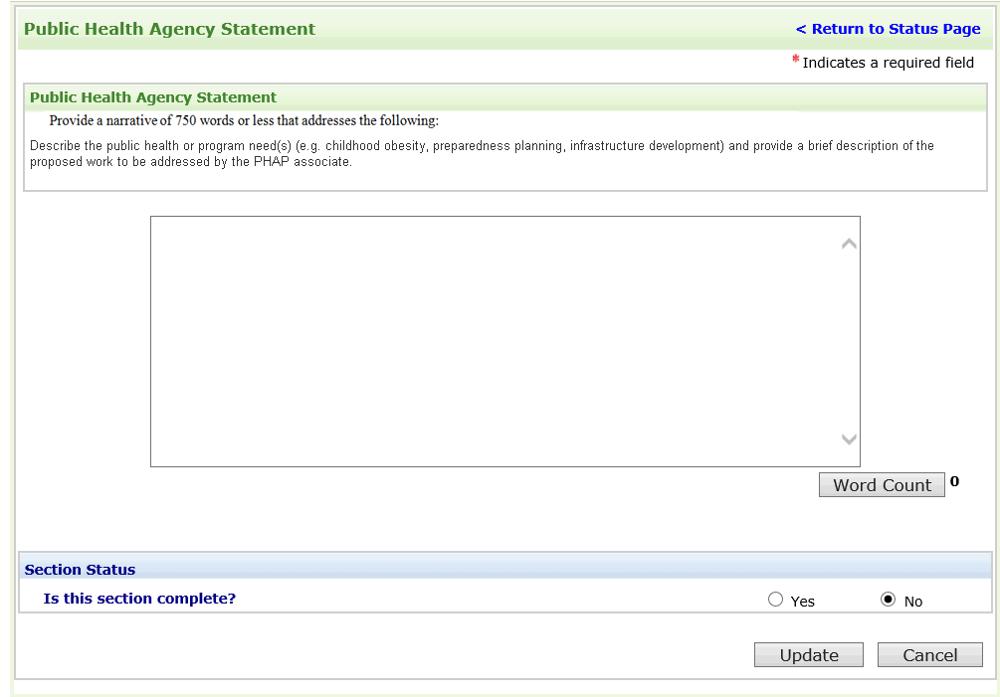 Public Health Agency Statement
< Return to Status Page
* Indicates a required field
Public Health Agency Statement
Provide a narrative of 750 words or less that addresses the following:
Describe the public health or program need(s) (e.g. childhood obesity, preparedness planning, infrastructure development) and provide a brief description of the
proposed work to be addressed by the PHAP associate.
Word Count 0
Section Status
Is this section complete? Yes No
Update Cancel